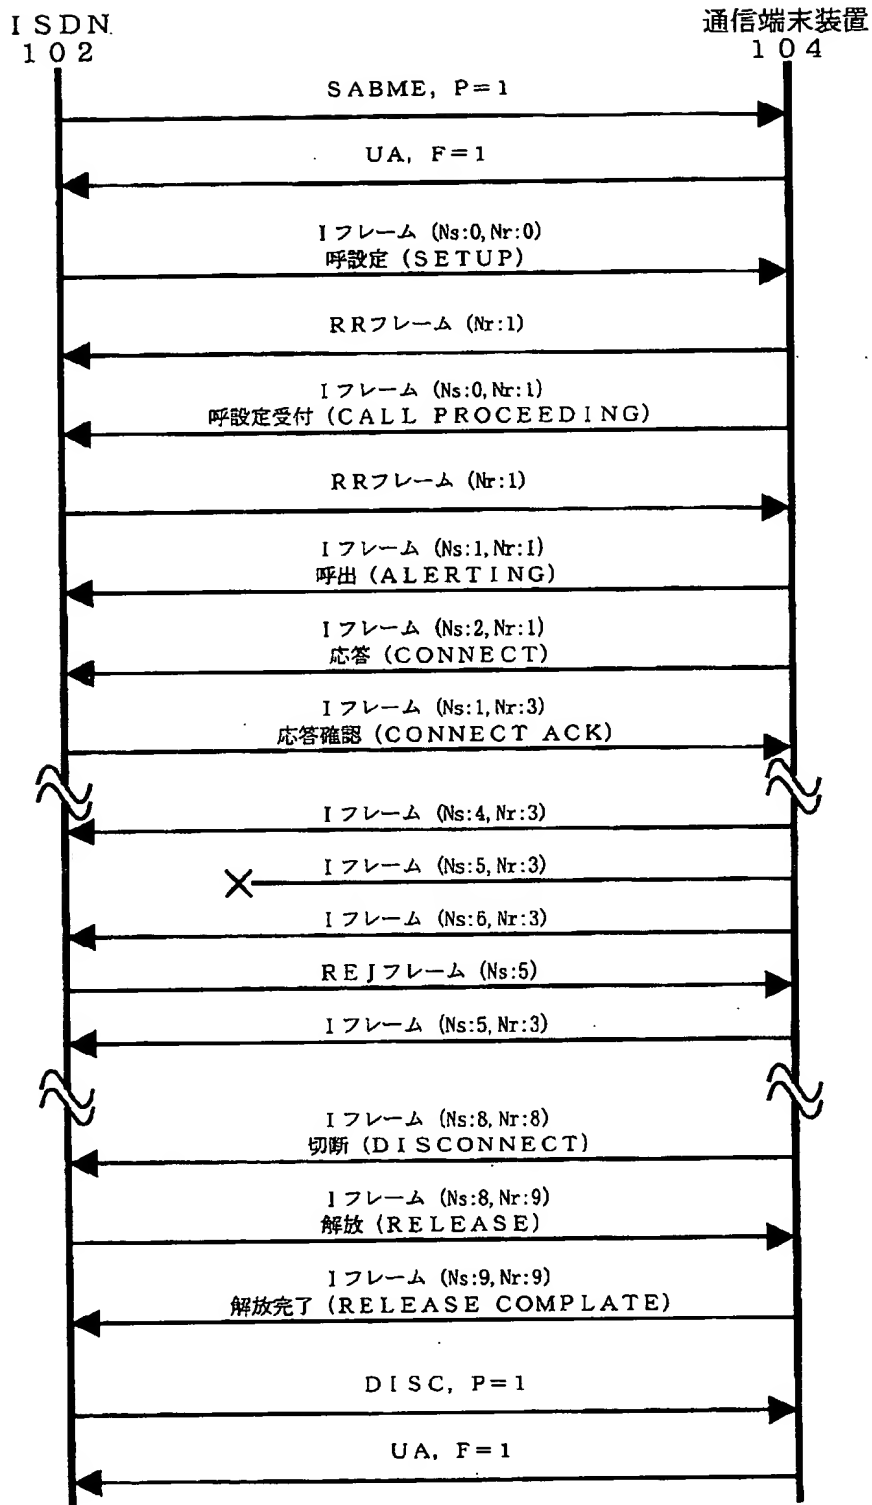 ISDN
102
通信端末装置
104
SABME, P=1
UA, F=1
Iフレーム (Ns:0, Nr:0)
呼設定 (SETUP)
RRフレーム (Nr:1)
Iフレーム (Ns:0, Nr:1)
呼設定受付 (CALL PROCEEDING)
RRフレーム (Nr:1)
Iフレーム (Ns:1, Nr:1)
呼出 (ALERTING)
Iフレーム (Ns:2, Nr:1)
応答 (CONNECT)
Iフレーム (Ns:1, Nr:3)
応答確認 (CONNECT ACK)
Iフレーム (Ns:4, Nr:3)
Iフレーム (Ns:5, Nr:3)
Iフレーム (Ns:6, Nr:3)
REJフレーム (Ns:5)
Iフレーム (Ns:5, Nr:3)
Iフレーム (Ns:8, Nr:8)
切断 (DISCONNECT)
Iフレーム (Ns:8, Nr:9)
解放 (RELEASE)
Iフレーム (Ns:9, Nr:9)
解放完了 (RELEASE COMPLATE)
DISC, P=1
UA, F=1